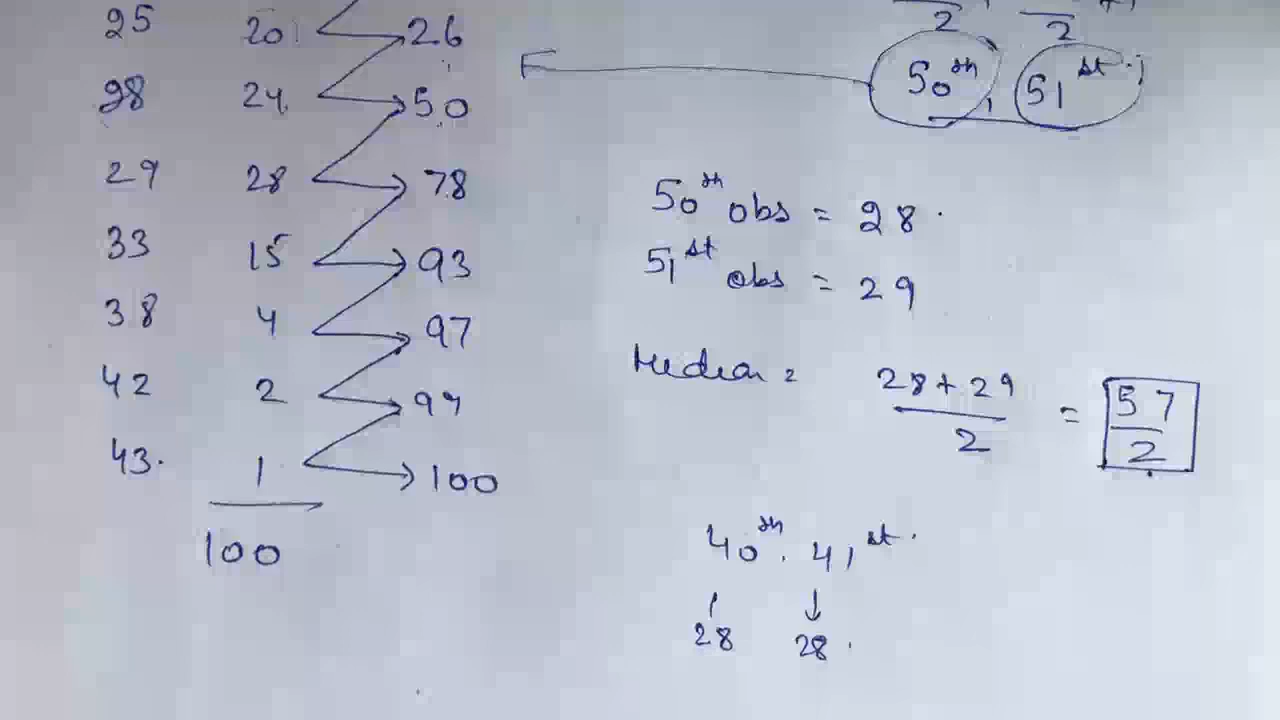 25 20 26
28 24 50
29 28 78
33 15 93
38 4 97
42 2 99
43. 1 100
100
2 , 2
50th , 51st ;
50th obs = 28.
51st obs = 29
Median = 28 + 29 / 2 = 57 / 2
40th. 41st.
28 28.